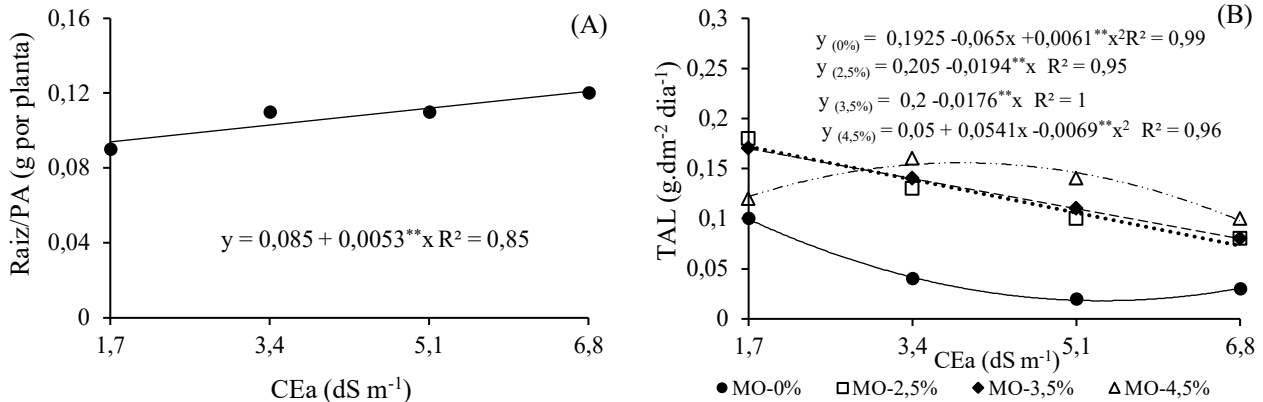 (A)
0,16
0,12
0,08
0,04
0
Raiz/PA (g por planta)
y = 0,085 + 0,0053**x R² = 0,85
1,7 3,4 5,1 6,8
CEa (dS m⁻¹)
(B)
0,3
0,25
0,2
0,15
0,1
0,05
0
TAL (g.dm⁻² dia⁻¹)
y (0%) = 0,1925 -0,065x +0,0061**x²R² = 0,99
y (2,5%) = 0,205 -0,0194**x R² = 0,95
y (3,5%) = 0,2 -0,0176**x R² = 1
y (4,5%) = 0,05 + 0,0541x -0,0069**x² R² = 0,96
1,7 3,4 5,1 6,8
CEa (dS m⁻¹)
MO-0% MO-2,5% MO-3,5% MO-4,5%